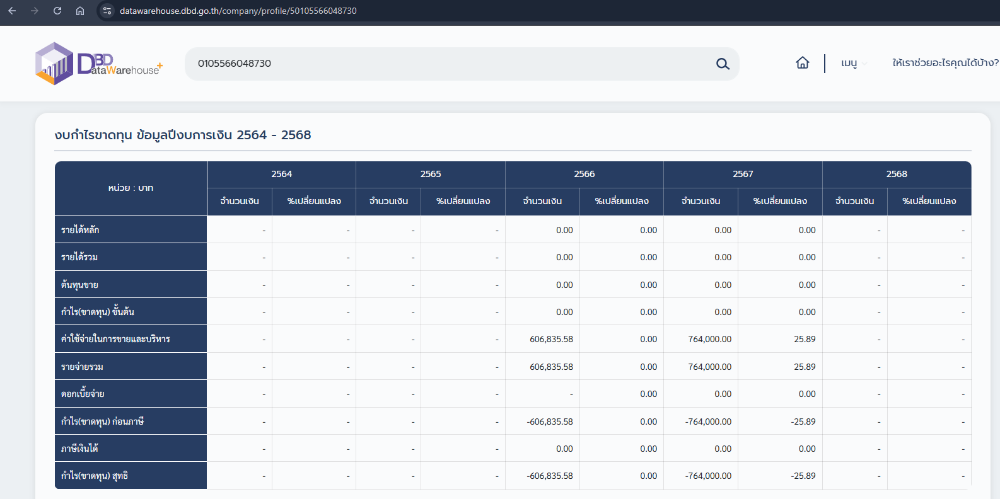 datawarehouse.dbd.go.th/company/profile/50105566048730
DBD DataWarehouse+
0105566048730
เมนู
ให้เราช่วยอะไรคุณได้บ้าง?
งบกำไรขาดทุน ข้อมูลปีงบการเงิน 2564 - 2568
หน่วย : บาท 2564 2565 2566 2567 2568
จำนวนเงิน %เปลี่ยนแปลง จำนวนเงิน %เปลี่ยนแปลง จำนวนเงิน %เปลี่ยนแปลง จำนวนเงิน %เปลี่ยนแปลง จำนวนเงิน %เปลี่ยนแปลง
รายได้หลัก - - - - 0.00 0.00 0.00 0.00 - -
รายได้รวม - - - - 0.00 0.00 0.00 0.00 - -
ต้นทุนขาย - - - - 0.00 0.00 0.00 0.00 - -
กำไร(ขาดทุน) ขั้นต้น - - - - 0.00 0.00 0.00 0.00 - -
ค่าใช้จ่ายในการขายและบริหาร - - - - 606,835.58 0.00 764,000.00 25.89 - -
รายจ่ายรวม - - - - 606,835.58 0.00 764,000.00 25.89 - -
ดอกเบี้ยจ่าย - - - - - 0.00 0.00 0.00 - -
กำไร(ขาดทุน) ก่อนภาษี - - - - -606,835.58 0.00 -764,000.00 -25.89 - -
ภาษีเงินได้ - - - - 0.00 0.00 0.00 0.00 - -
กำไร(ขาดทุน) สุทธิ - - - - -606,835.58 0.00 -764,000.00 -25.89 - -